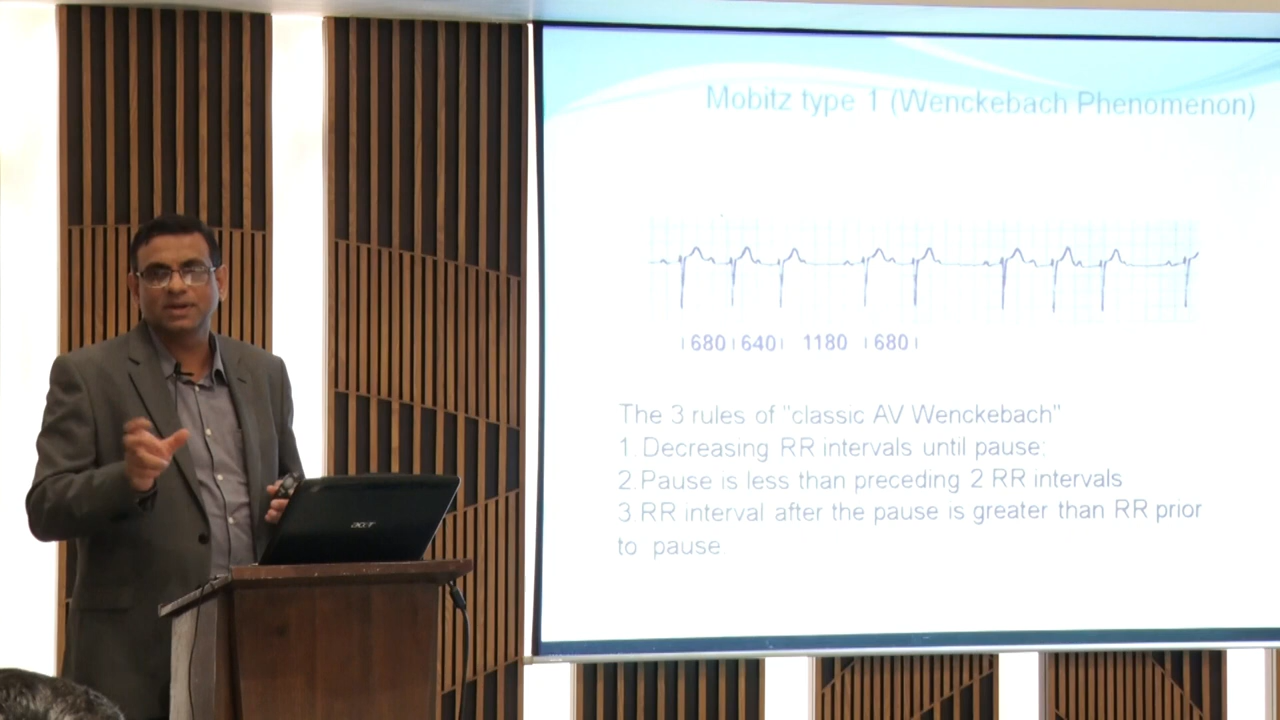 Mobitz type 1 (Wenckebach Phenomenon)
680 640 1180 680
The 3 rules of "classic AV Wenckebach"
1.Decreasing RR intervals until pause;
2.Pause is less than preceding 2 RR intervals
3.RR interval after the pause is greater than RR prior
to pause.
acer